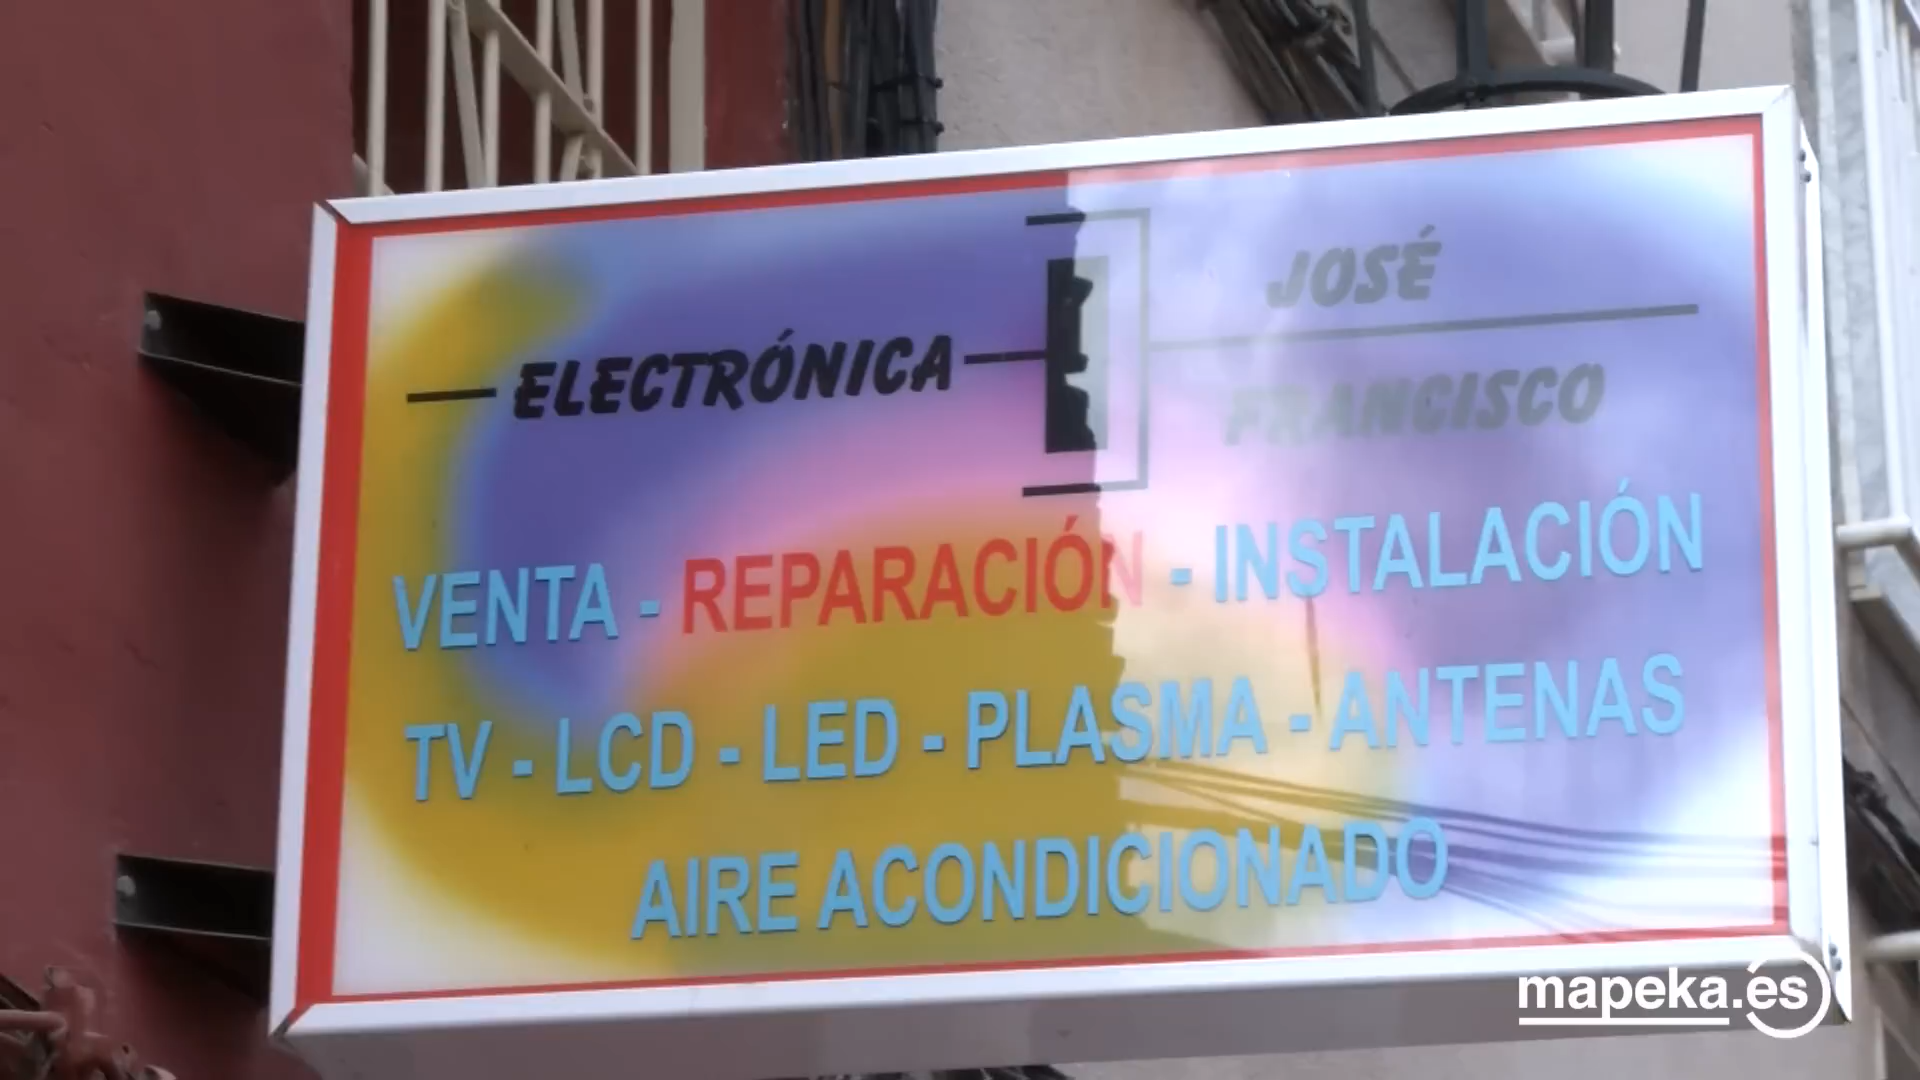 JOSÉ
ELECTRÓNICA
FRANCISCO
VENTA - REPARACIÓN - INSTALACIÓN
TV - LCD - LED - PLASMA - ANTENAS
AIRE ACONDICIONADO
mapeka.es